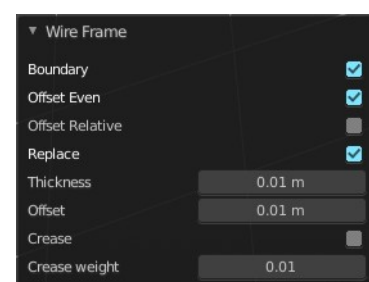 Wire Frame
Boundary
Offset Even
Offset Relative
Replace
Thickness 0.01 m
Offset 0.01 m
Crease
Crease weight 0.01